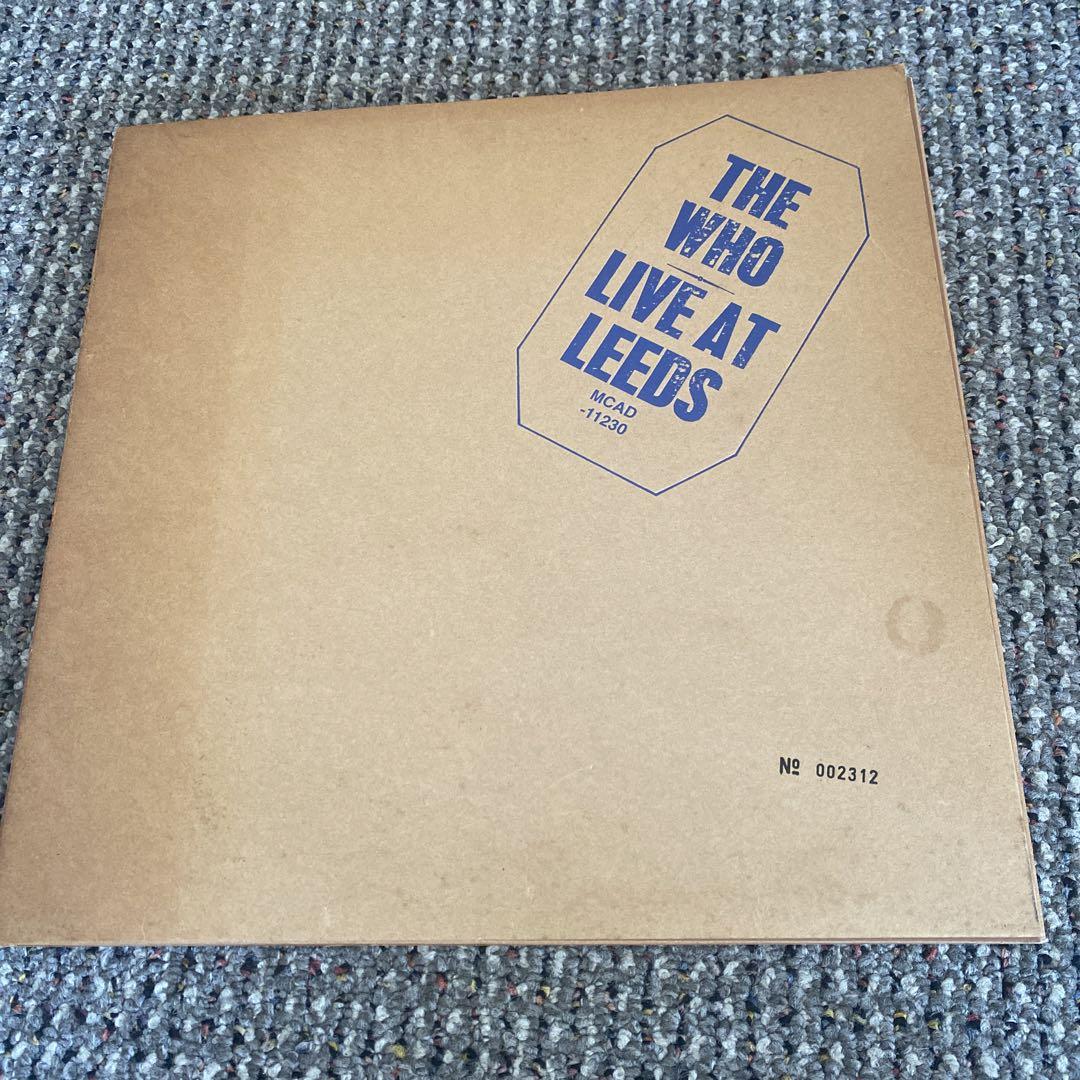 THE
WHO
LIVE AT
LEEDS
MCAD
-11230
Nº 002312